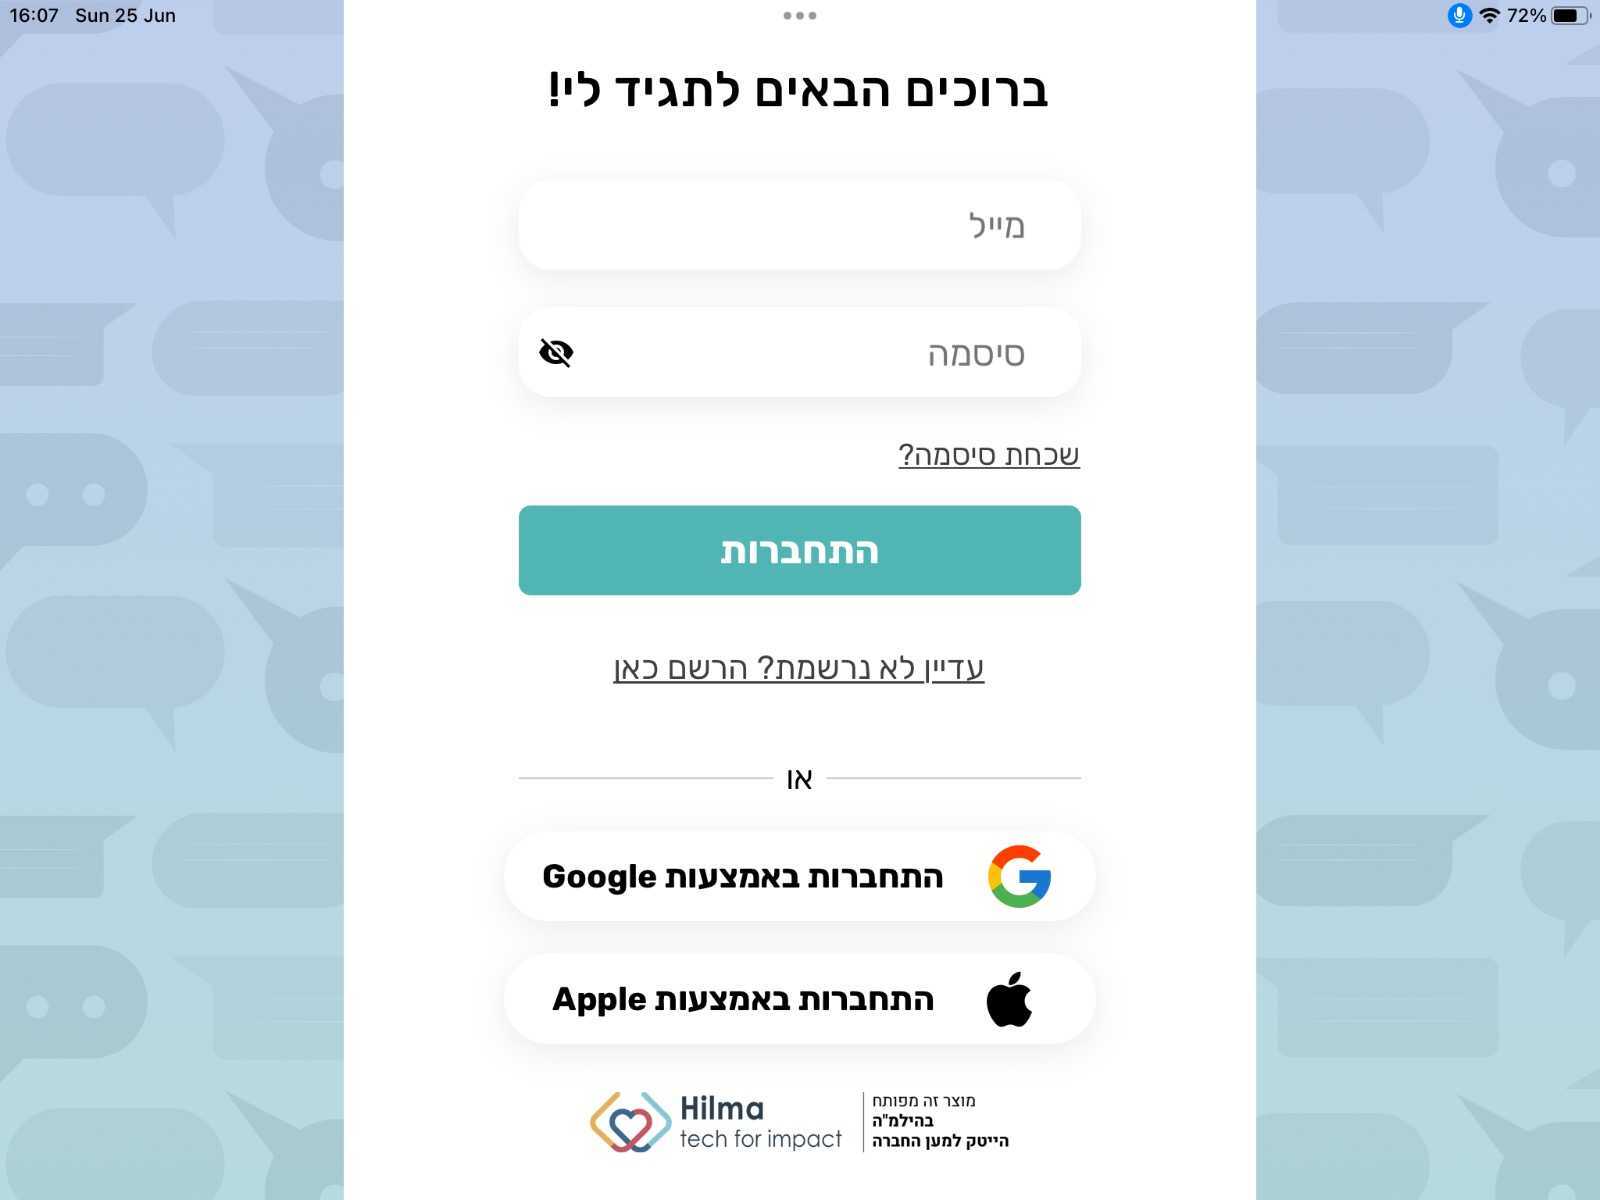 16:07 Sun 25 Jun
72%
ברוכים הבאים לתגיד לי!
מייל
סיסמה
שכחת סיסמה?
התחברות
עדיין לא נרשמת? הרשם כאן
או
התחברות באמצעות Google
התחברות באמצעות Apple
Hilma
tech for impact
מוצר זה מפותח
בהילמ"ה
הייטק למען החברה